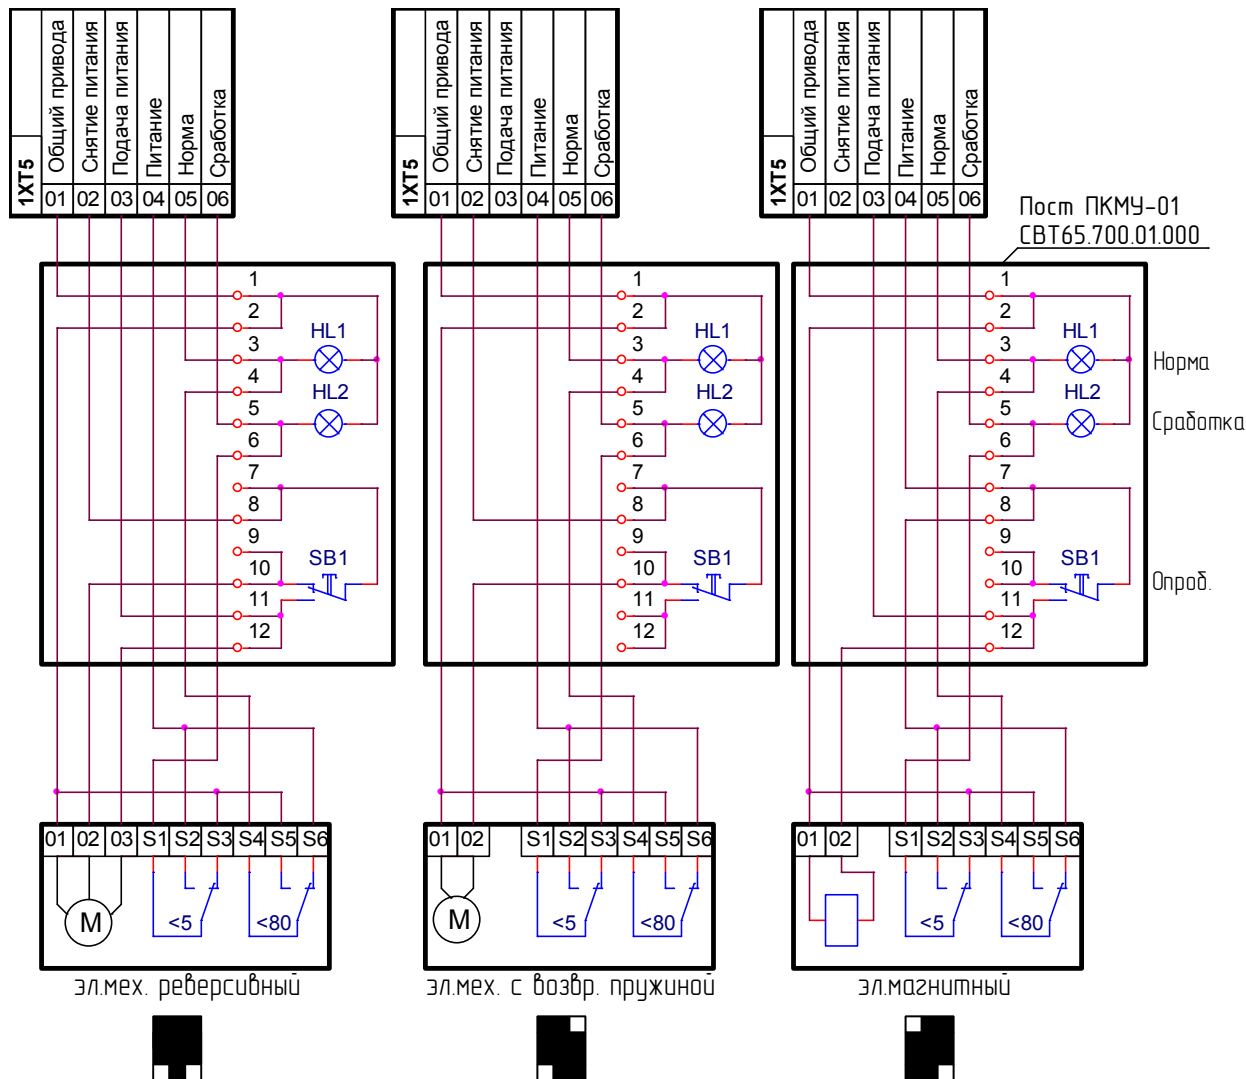 1XT5 Общий привода Снятие питания Подача питания Питание Норма Сработка
01 02 03 04 05 06
1XT5 Общий привода Снятие питания Подача питания Питание Норма Сработка
01 02 03 04 05 06
1XT5 Общий привода Снятие питания Подача питания Питание Норма Сработка
01 02 03 04 05 06
Пост ПКМУ-01
СВТ65.700.01.000
1
2
3 HL1
4 HL2
5
6
7
8
9
10 SB1
11
12
1
2
3 HL1
4 HL2
5
6
7
8
9
10 SB1
11
12
1
2
3 HL1
4 HL2
5
6
7
8
9
10 SB1
11
12
Норма
Сработка
Опроб.
01 02 03 S1 S2 S3 S4 S5 S6
M <5 <80
эл.мех. реверсивный
01 02 S1 S2 S3 S4 S5 S6
M <5 <80
эл.мех. с возвр. пружиной
01 02 S1 S2 S3 S4 S5 S6
<5 <80
эл.магнитный